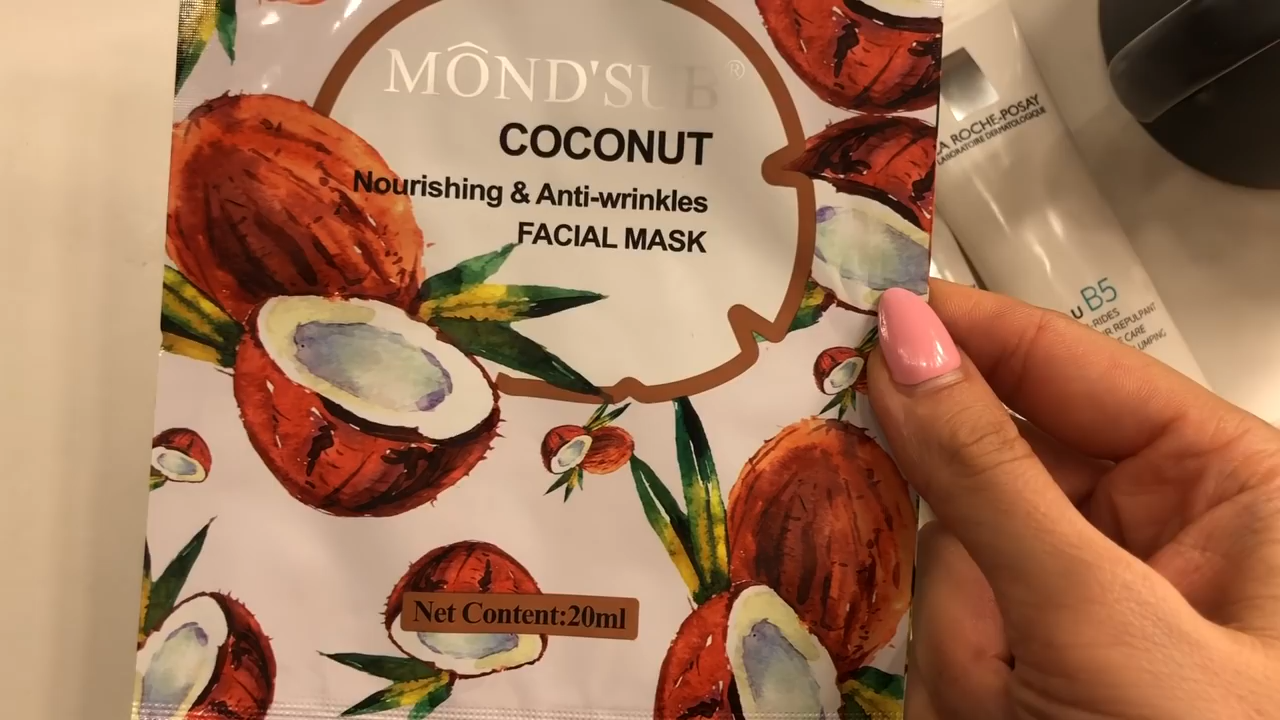 MÔND'SUB ®
COCONUT
Nourishing & Anti-wrinkles
FACIAL MASK
Net Content:20ml
LA ROCHE-POSAY
LABORATOIRE DERMATOLOGIQUE
U B5
-RIDES
R REPULPANT
E CARE
LUMPING